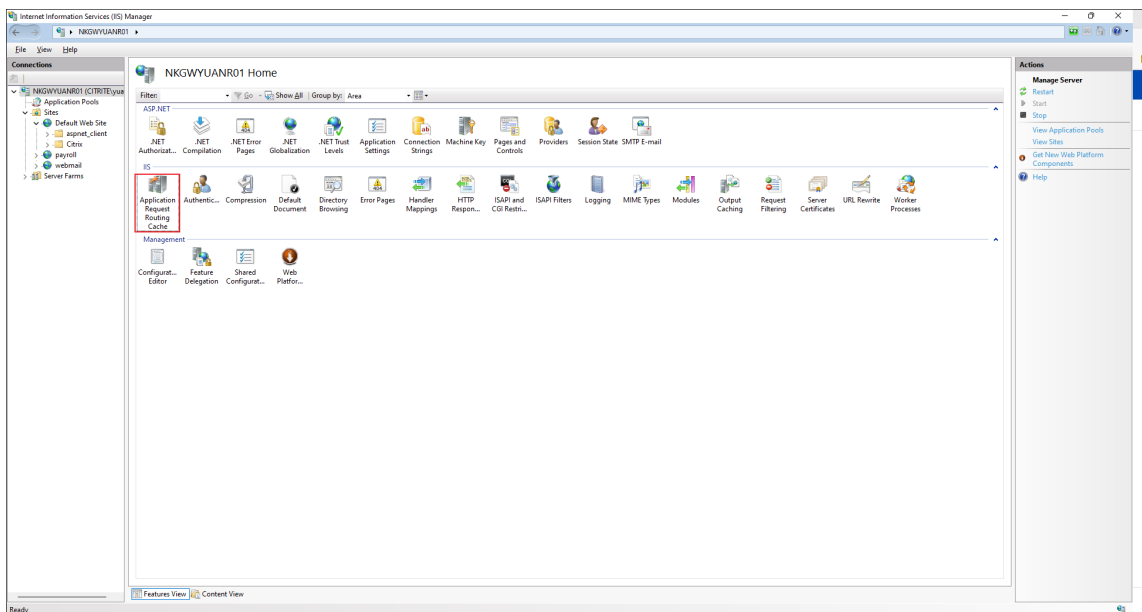 Internet Information Services (IIS) Manager
NKGWYUANR01
File View Help
Connections
NKGWYUANR01 (CITRITE\yua
Application Pools
Sites
Default Web Site
aspnet_client
Citrix
payroll
webmail
Server Farms
NKGWYUANR01 Home
Filter: Go Show All Group by: Area
ASP.NET
.NET Authorizat...
.NET Compilation
.NET Error Pages
.NET Globalization
.NET Trust Levels
Application Settings
Connection Strings
Machine Key
Pages and Controls
Providers
Session State
SMTP E-mail
IIS
Application Request Routing Cache
Authentic...
Compression
Default Document
Directory Browsing
Error Pages
Handler Mappings
HTTP Respon...
ISAPI and CGI Restri...
ISAPI Filters
Logging
MIME Types
Modules
Output Caching
Request Filtering
Server Certificates
URL Rewrite
Worker Processes
Management
Configurat... Editor
Feature Delegation
Shared Configurat...
Web Platfor...
Features View Content View
Ready
Actions
Manage Server
Restart
Start
Stop
View Application Pools
View Sites
Get New Web Platform
Components
Help